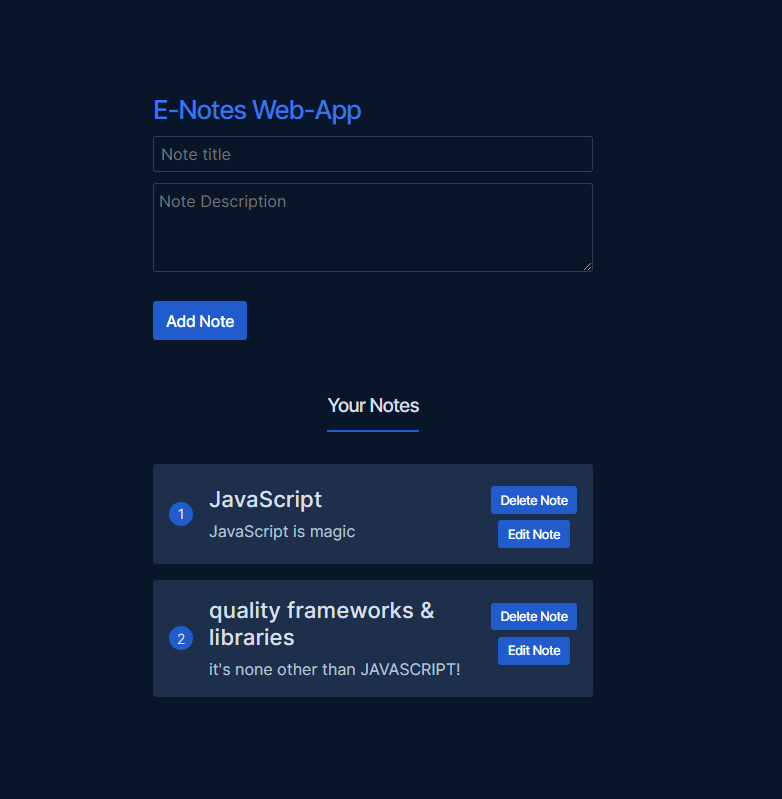 E-Notes Web-App
Note title
Note Description
Add Note
Your Notes
1
JavaScript
JavaScript is magic
Delete Note
Edit Note
2
quality frameworks &
libraries
it's none other than JAVASCRIPT!
Delete Note
Edit Note